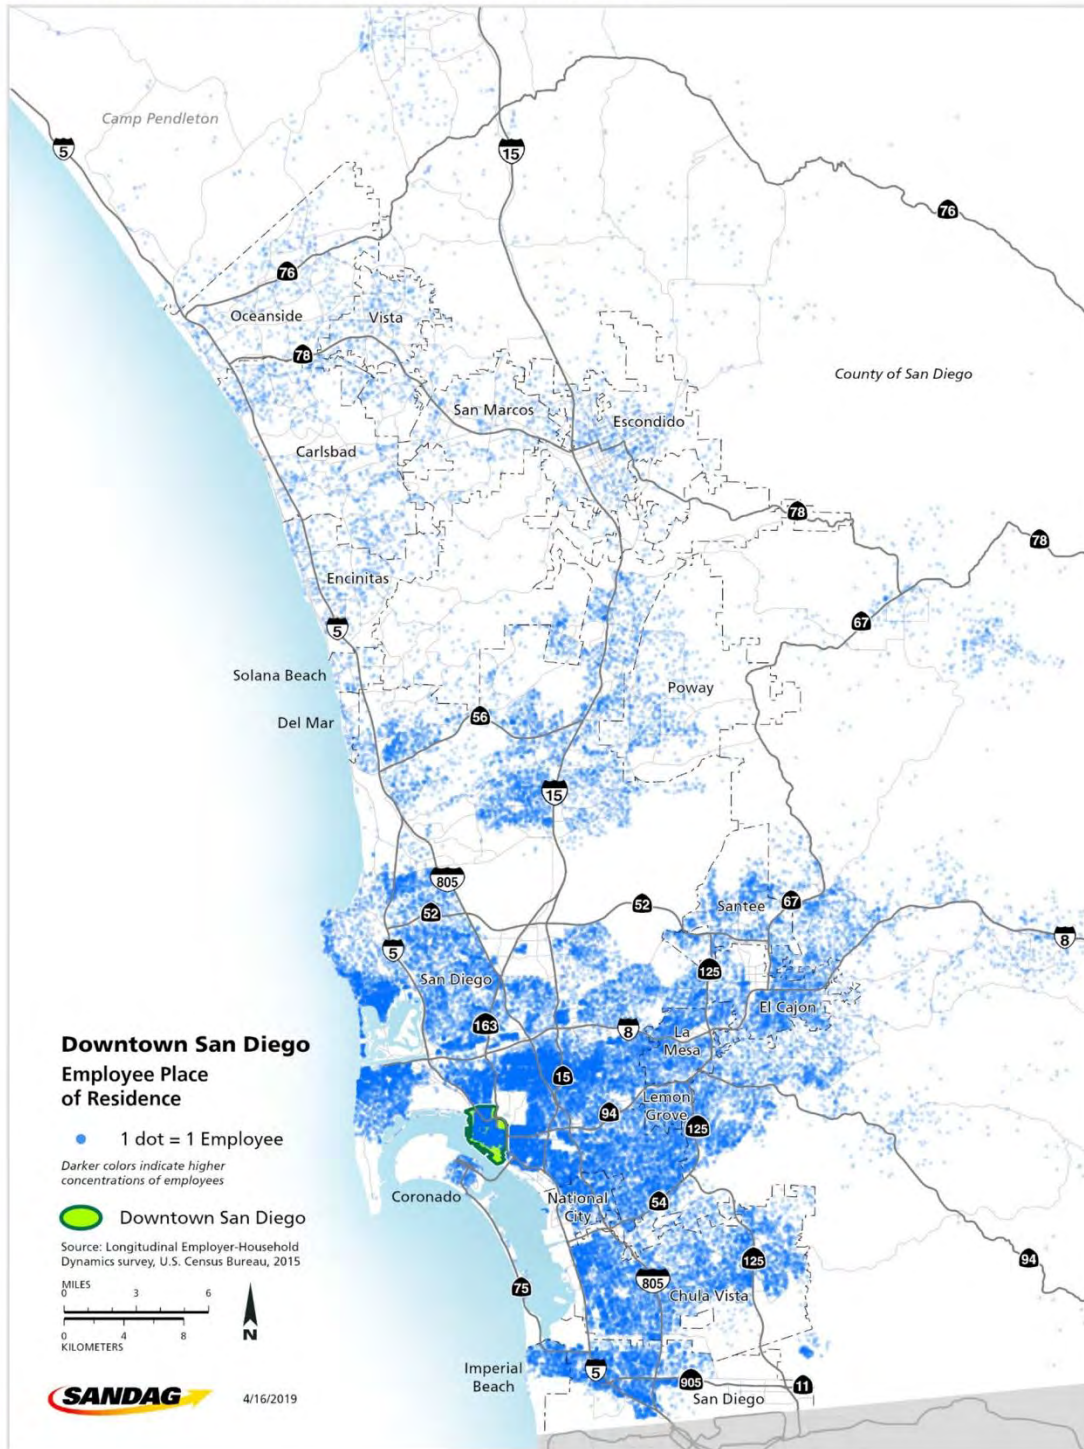 Camp Pendleton
5
15
76
76
Oceanside
Vista
78
County of San Diego
San Marcos
Escondido
Carlsbad
78
78
Encinitas
5
67
Solana Beach
Poway
56
Del Mar
15
805
52
52
Santee
67
5
8
125
San Diego
El Cajon
163
8
La
Mesa
Downtown San Diego
Employee Place
of Residence
15
Lemon
Grove
94
125
1 dot = 1 Employee
Darker colors indicate higher
concentrations of employees
Coronado
National
City
54
Downtown San Diego
Source: Longitudinal Employer-Household
Dynamics survey, U.S. Census Bureau, 2015
125
94
805
75
Chula Vista
MILES
0 3 6
0 4 8
KILOMETERS
N
Imperial
Beach
5
905
11
San Diego
SANDAG
4/16/2019